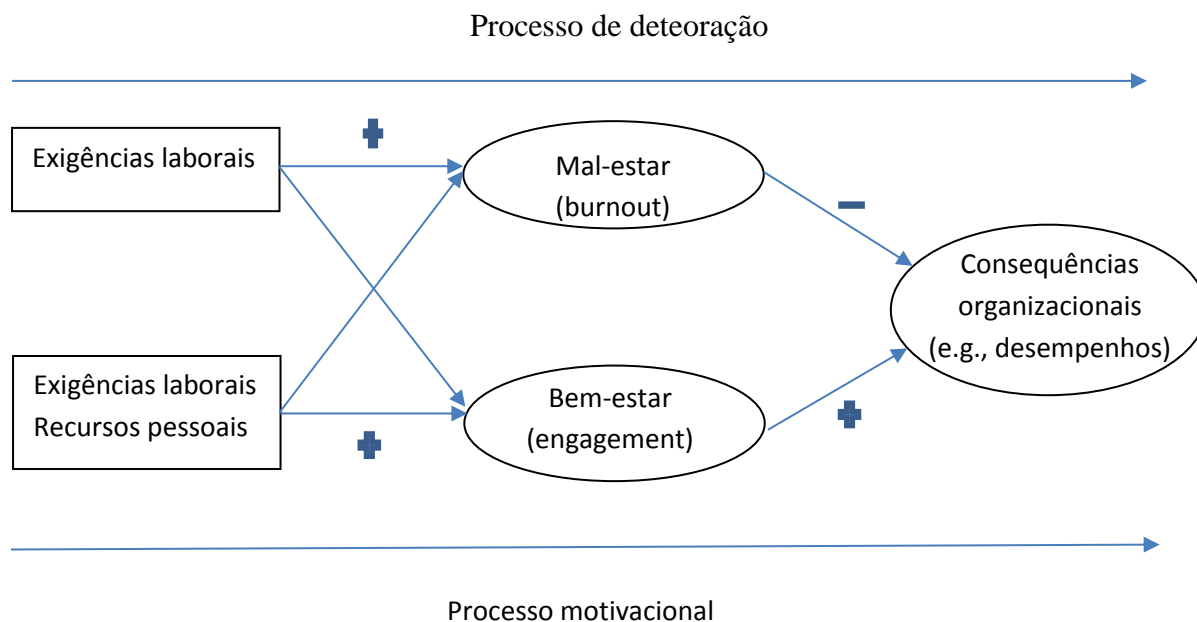 Processo de deteoração
Exigências laborais
Mal-estar
(burnout)
Consequências
organizacionais
(e.g., desempenhos)
Exigências laborais
Recursos pessoais
Bem-estar
(engagement)
Processo motivacional